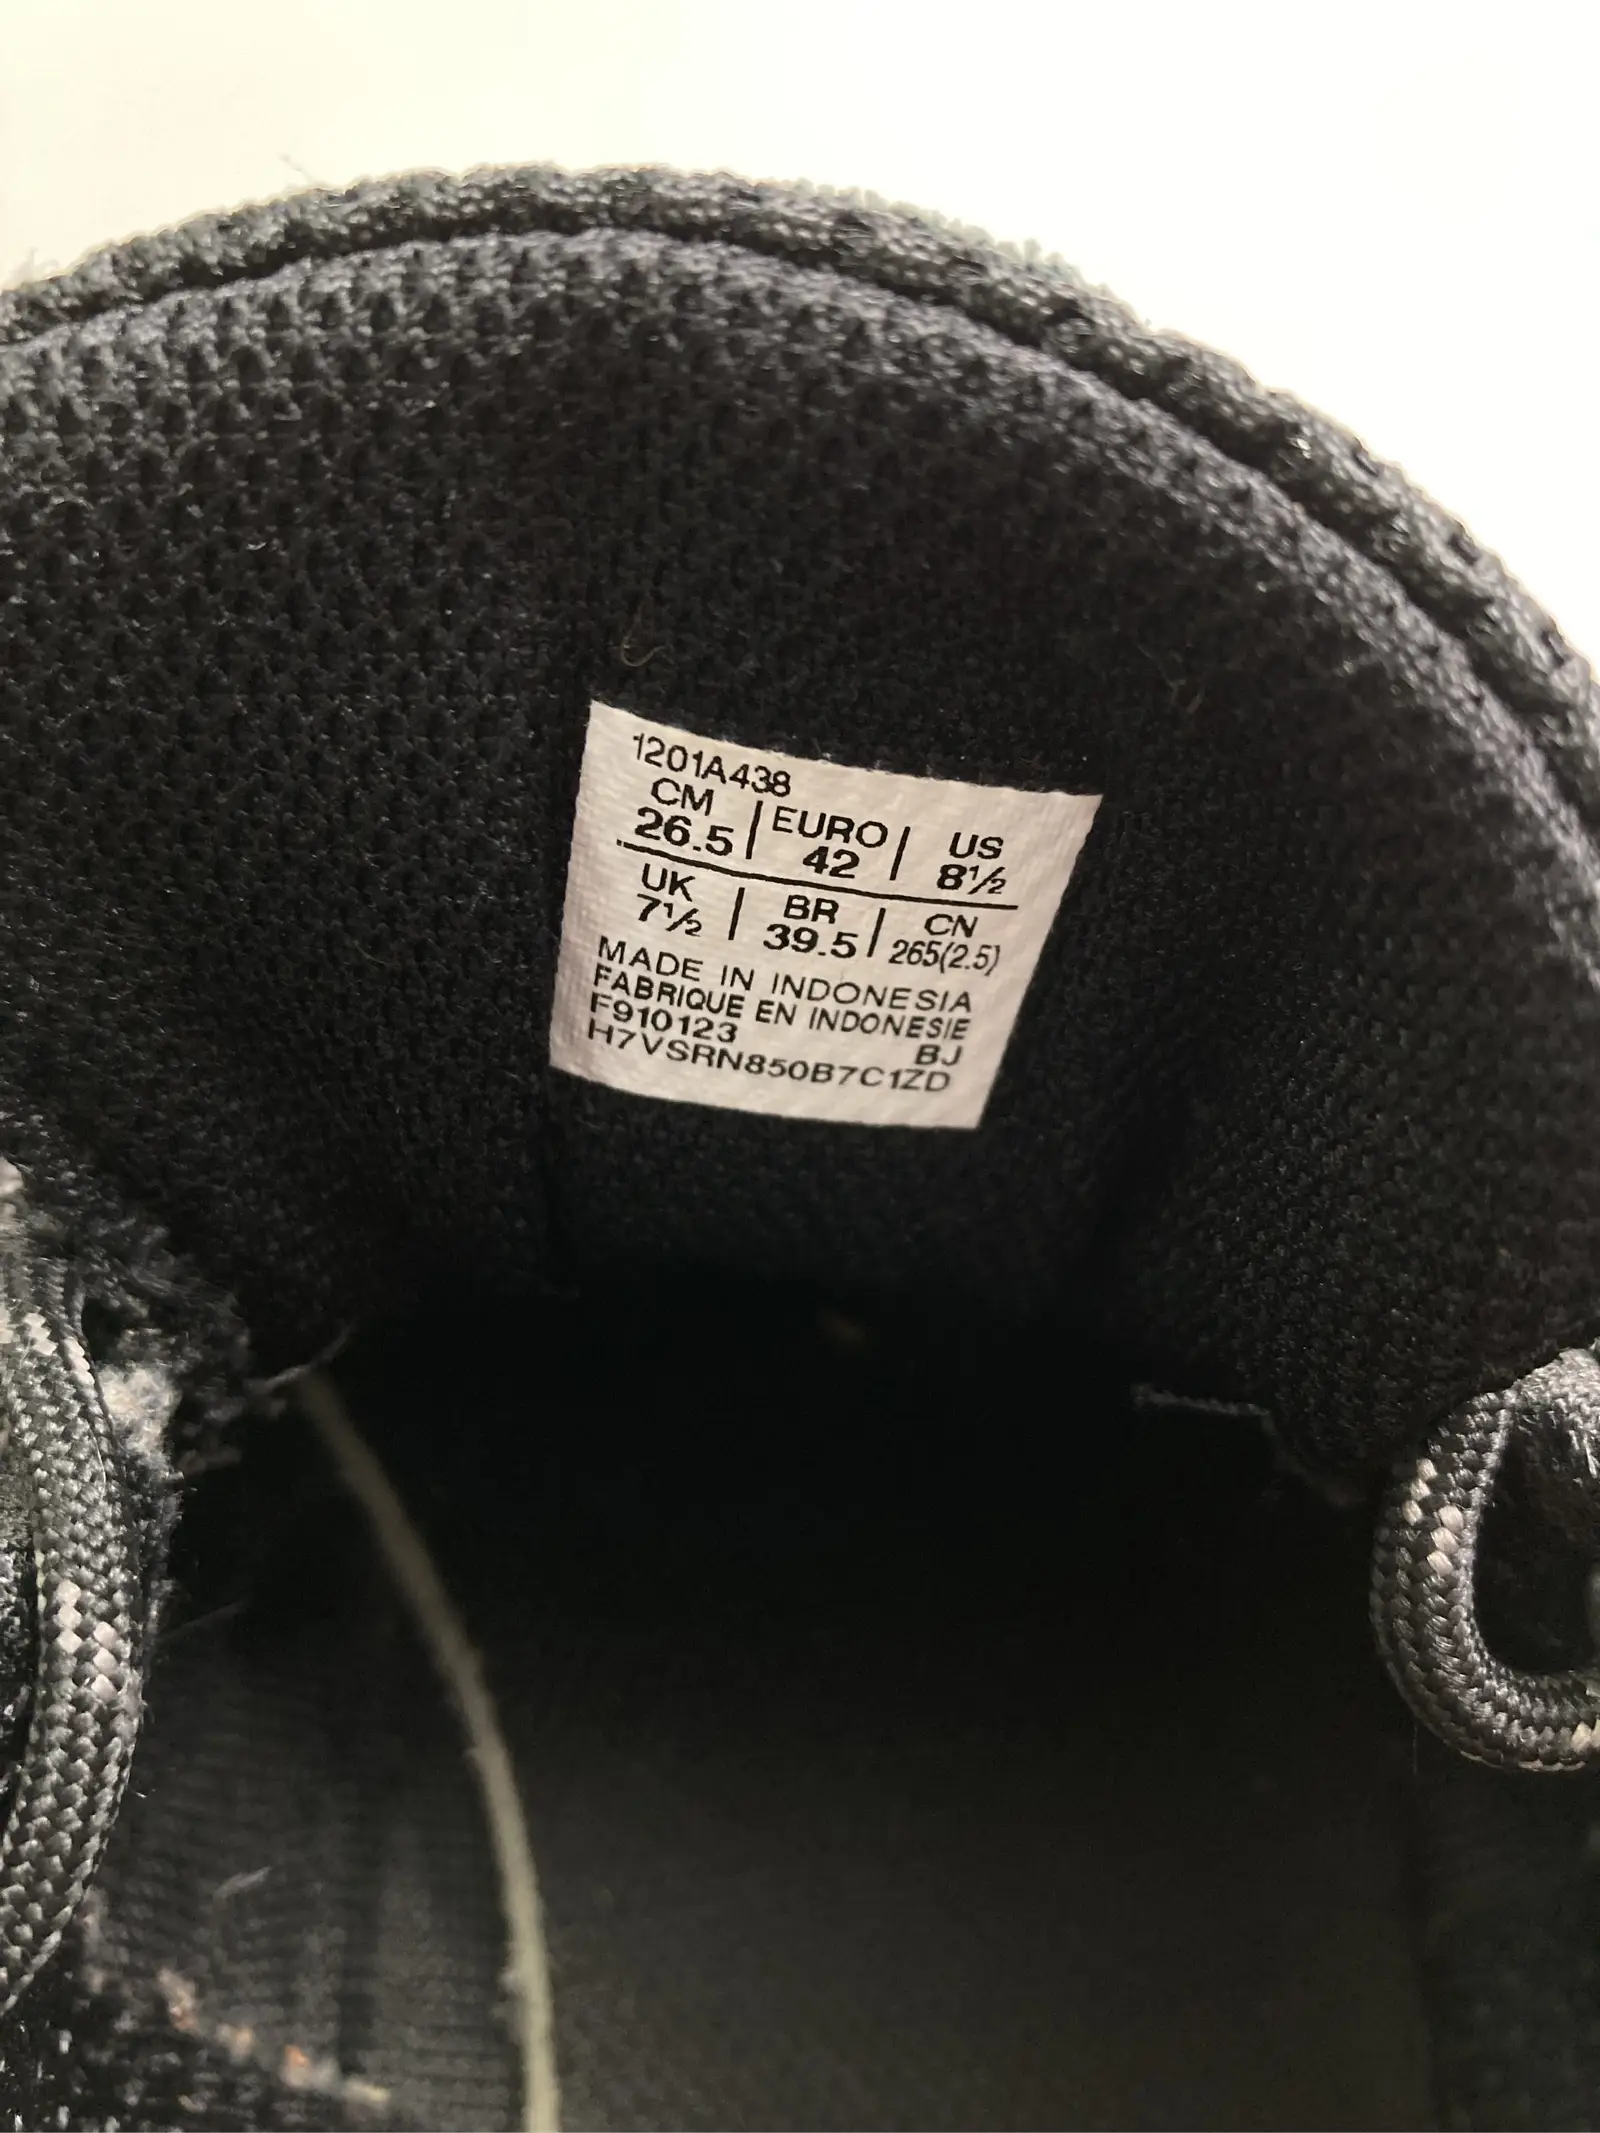 1201A438
CM | EURO | US
26.5 | 42 | 8½
UK | BR | CN
7½ | 39.5 | 265(2.5)
MADE IN INDONESIA
FABRIQUE EN INDONESIE
F910123 BJ
H7VSRN850B7C1ZD